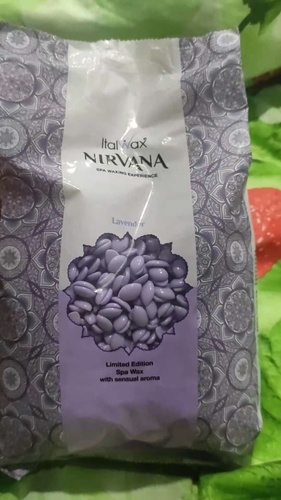 ItalWax
NIRVANA
SPA WAXING EXPERIENCE
Lavender
Limited Edition
Spa Wax
with sensual aroma